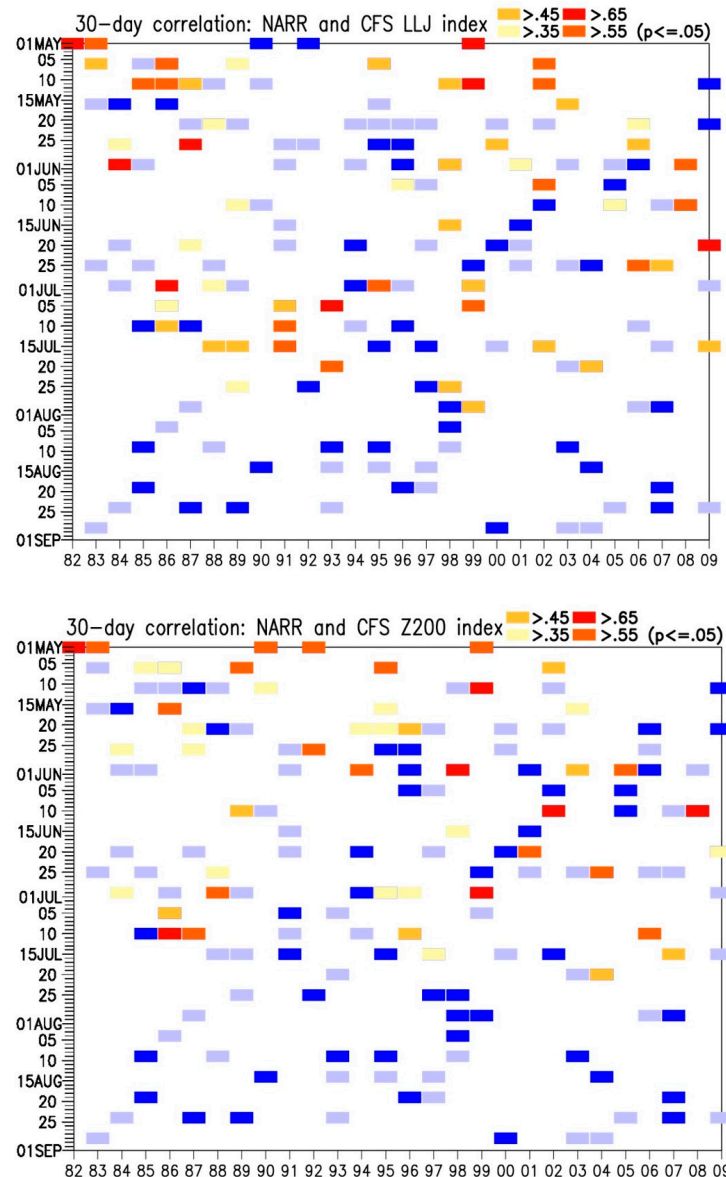 30-day correlation: NARR and CFS LLJ index
>.45 >.65
>.35 >.55 (p<=.05)
01MAY
05
10
15MAY
20
25
01JUN
05
10
15JUN
20
25
01JUL
05
10
15JUL
20
25
01AUG
05
10
15AUG
20
25
01SEP
82 83 84 85 86 87 88 89 90 91 92 93 94 95 96 97 98 99 00 01 02 03 04 05 06 07 08 09
30-day correlation: NARR and CFS Z200 index
>.45 >.65
>.35 >.55 (p<=.05)
01MAY
05
10
15MAY
20
25
01JUN
05
10
15JUN
20
25
01JUL
05
10
15JUL
20
25
01AUG
05
10
15AUG
20
25
01SEP
82 83 84 85 86 87 88 89 90 91 92 93 94 95 96 97 98 99 00 01 02 03 04 05 06 07 08 09